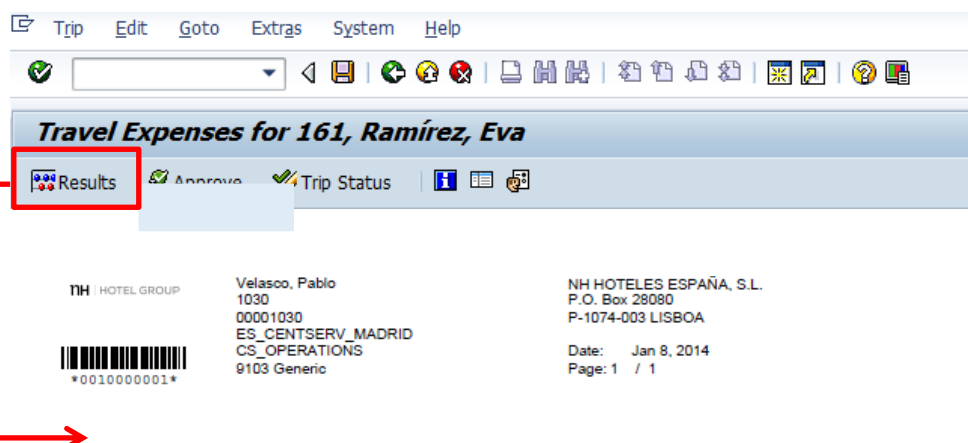 Trip Edit Goto Extras System Help
Travel Expenses for 161, Ramírez, Eva
Results Approve Trip Status
NH HOTEL GROUP
*0010000001*
Velasco, Pablo
1030
00001030
ES_CENTSERV_MADRID
CS_OPERATIONS
9103 Generic
NH HOTELES ESPAÑA, S.L.
P.O. Box 28080
P-1074-003 LISBOA
Date: Jan 8, 2014
Page: 1 / 1